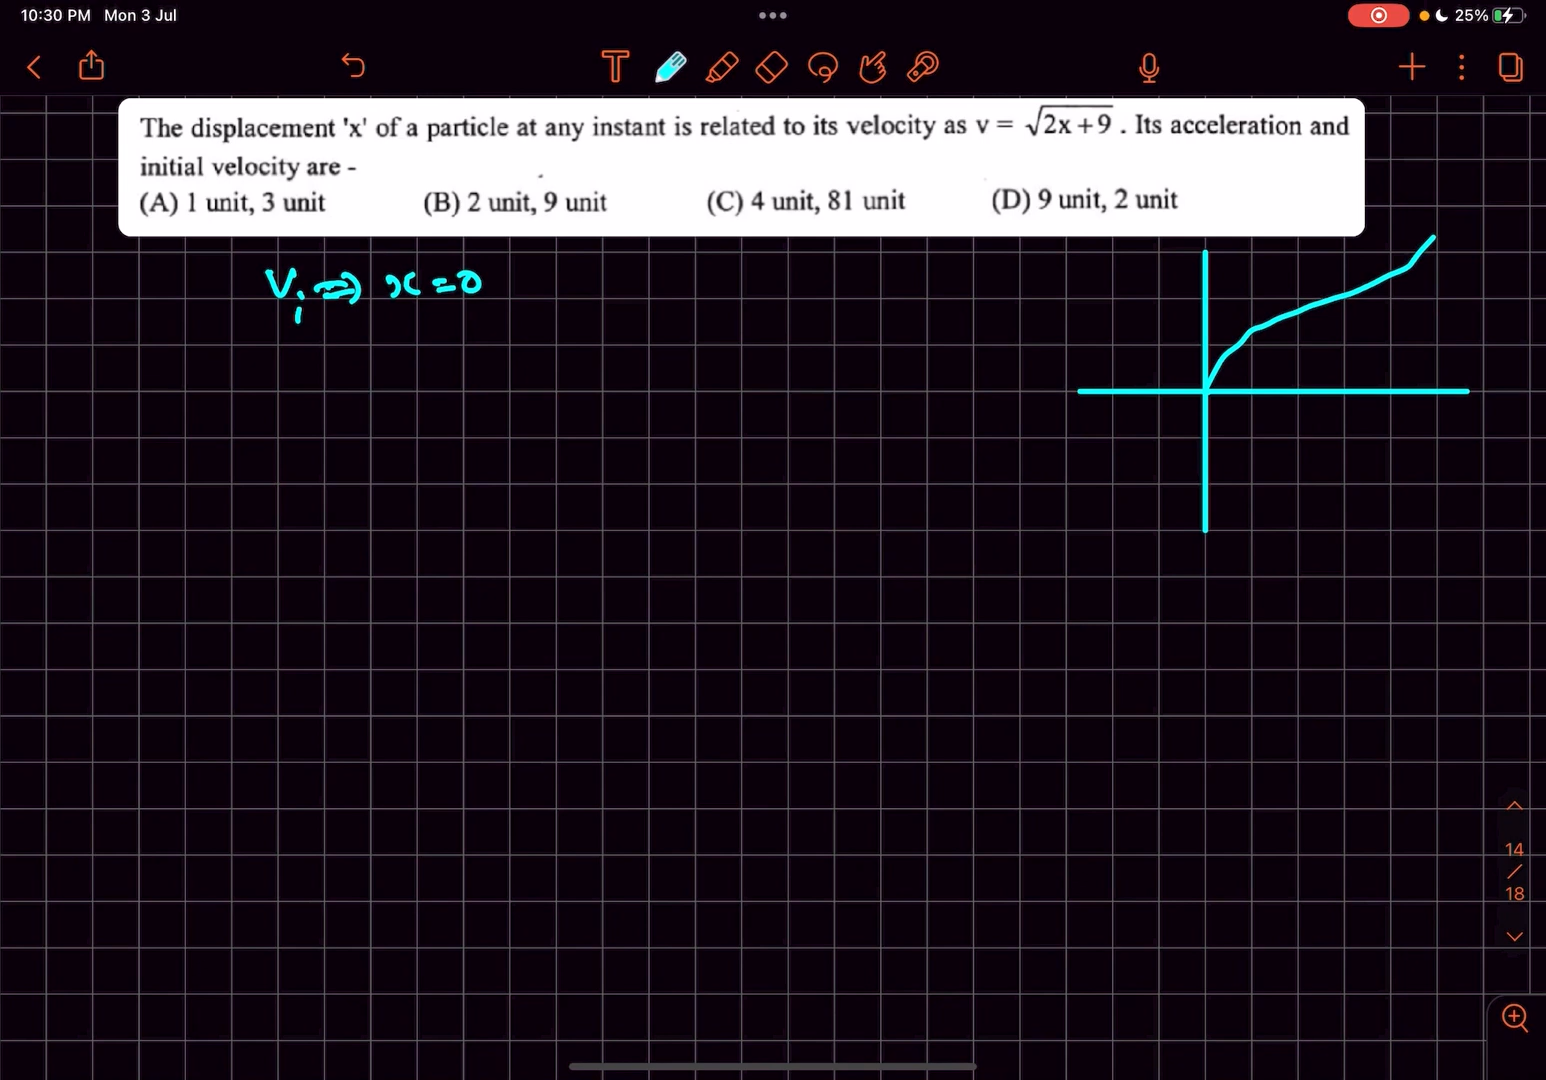 10:30 PM Mon 3 Jul
25%
T
The displacement 'x' of a particle at any instant is related to its velocity as v = √2x+9 . Its acceleration and
initial velocity are -
(A) 1 unit, 3 unit (B) 2 unit, 9 unit (C) 4 unit, 81 unit (D) 9 unit, 2 unit
Vi ⇒ x = 0
14
/
18